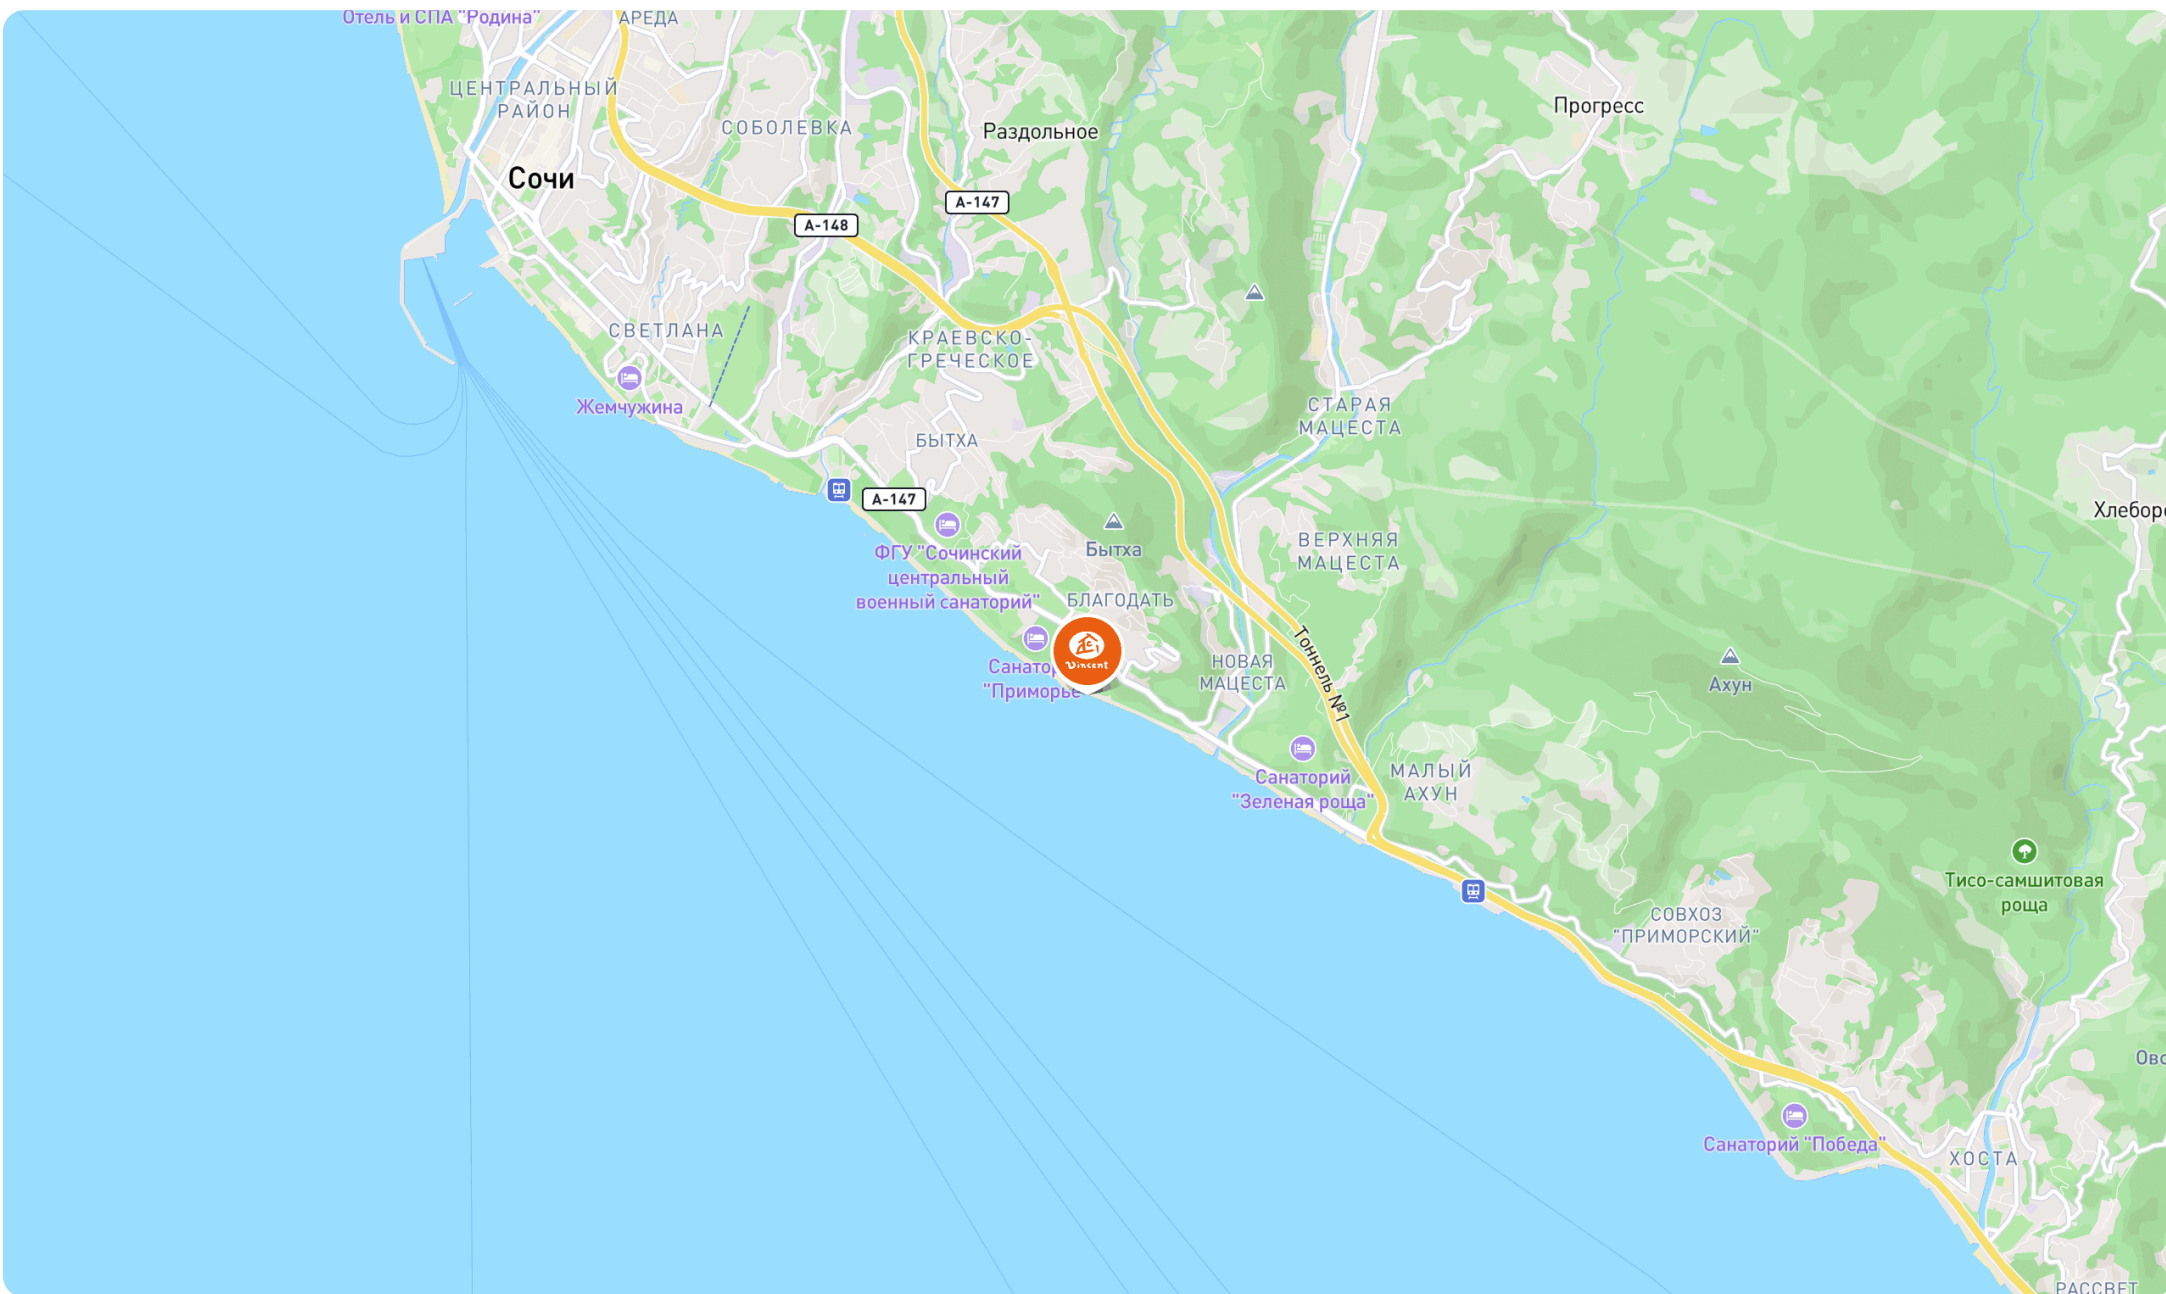 Отель и СПА "Родина"
АРЕДА
ЦЕНТРАЛЬНЫЙ
РАЙОН
СОБОЛЕВКА
Раздольное
Прогресс
Сочи
А-147
А-148
СВЕТЛАНА
КРАЕВСКО-
ГРЕЧЕСКОЕ
Жемчужина
СТАРАЯ
МАЦЕСТА
БЫТХА
А-147
Хлеборо
ФГУ "Сочинский
центральный
военный санаторий"
Бытха
ВЕРХНЯЯ
МАЦЕСТА
БЛАГОДАТЬ
Vincent
Санатор
"Приморье
НОВАЯ
МАЦЕСТА
Тоннель №1
Ахун
Санаторий
"Зеленая роща"
МАЛЫЙ
АХУН
Тисо-самшитовая
роща
СОВХОЗ
"ПРИМОРСКИЙ"
Ово
Санаторий "Победа"
ХОСТА
РАССВЕТ